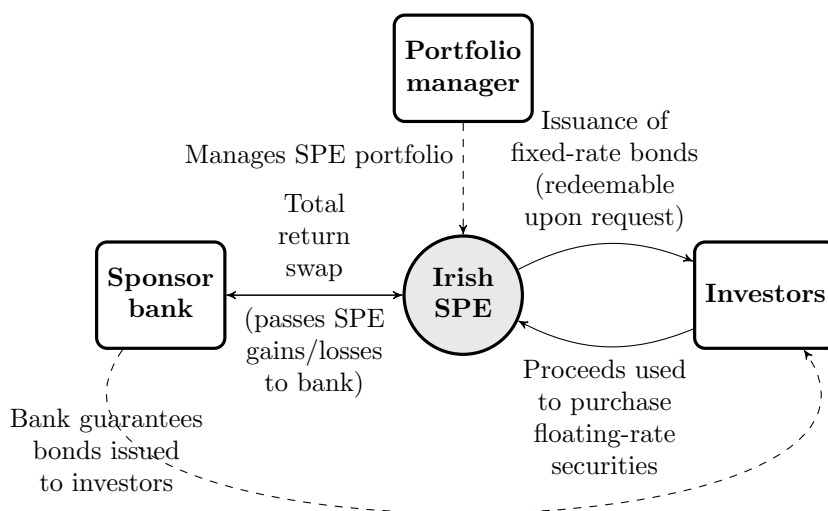 Portfolio
manager
Issuance of
fixed-rate bonds
(redeemable
upon request)
Manages SPE portfolio
Total
return
swap
Sponsor
bank
Irish
SPE
Investors
(passes SPE
gains/losses
to bank)
Proceeds used
to purchase
floating-rate
securities
Bank guarantees
bonds issued
to investors